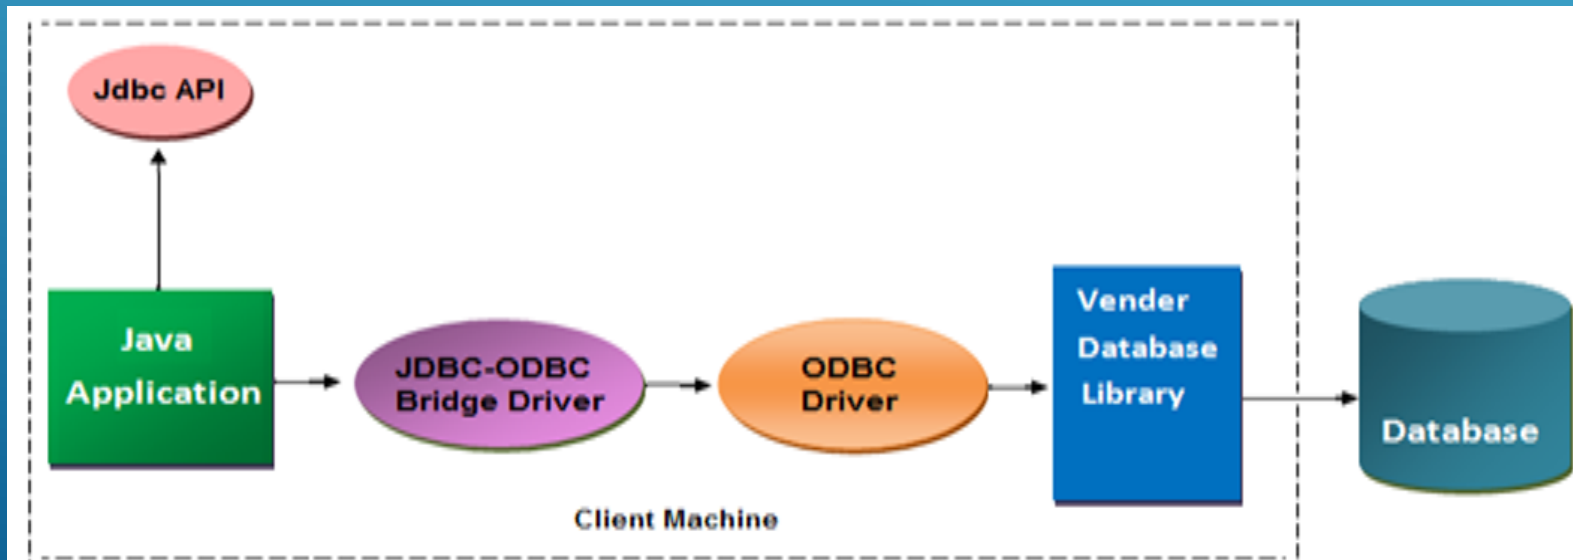 Jdbc API
Java
Application
JDBC-ODBC
Bridge Driver
ODBC
Driver
Vender
Database
Library
Database
Client Machine